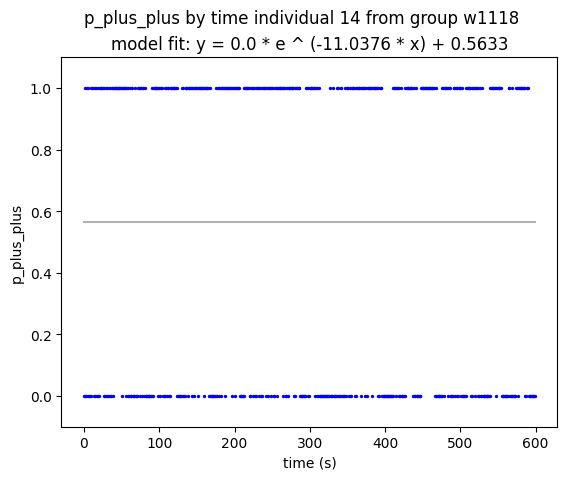 p_plus_plus by time individual 14 from group w1118
model fit: y = 0.0 * e ^ (-11.0376 * x) + 0.5633
1.0
0.8
0.6
0.4
0.2
0.0
p_plus_plus
0 100 200 300 400 500 600
time (s)